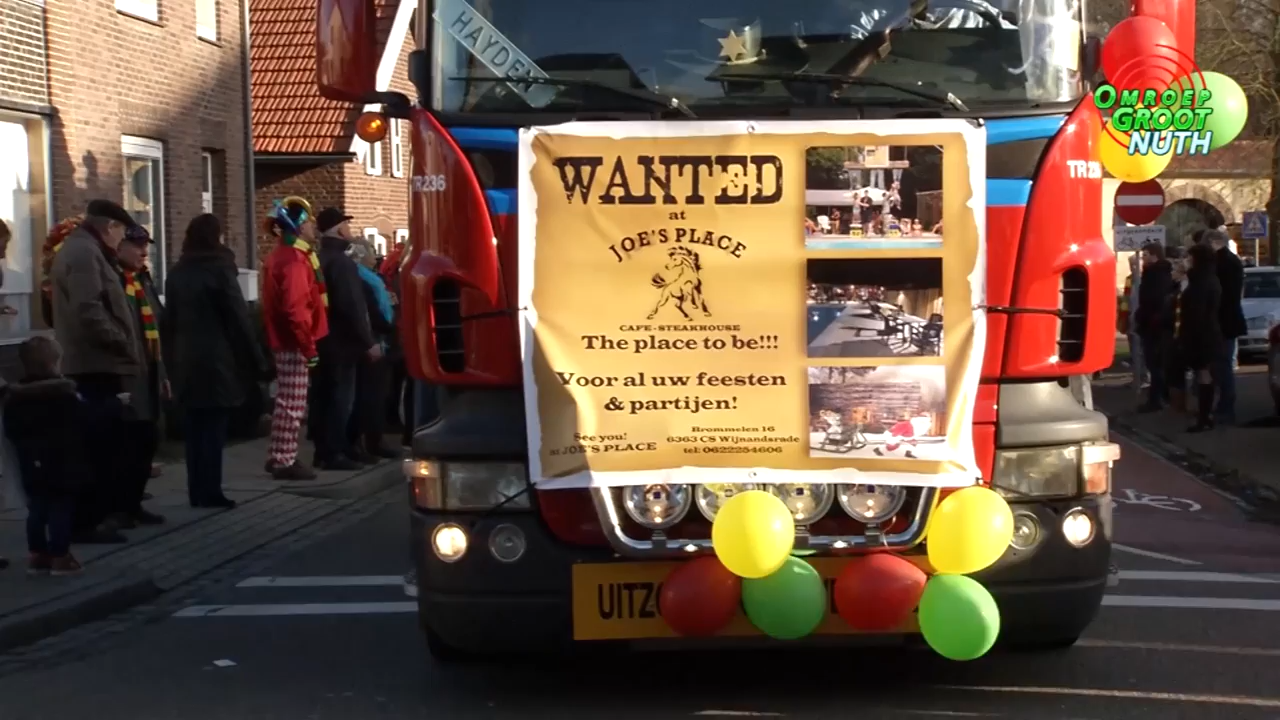 HAYDEN
OMROEP
GROOT
NUTH
TR236
TR236
WANTED
at
JOE'S PLACE
CAFE-STEAKHOUSE
The place to be!!!
Voor al uw feesten
& partijen!
See you!
at JOE'S PLACE
Brommelen 16
6363 CS Wijnandsrade
tel: 0622254606